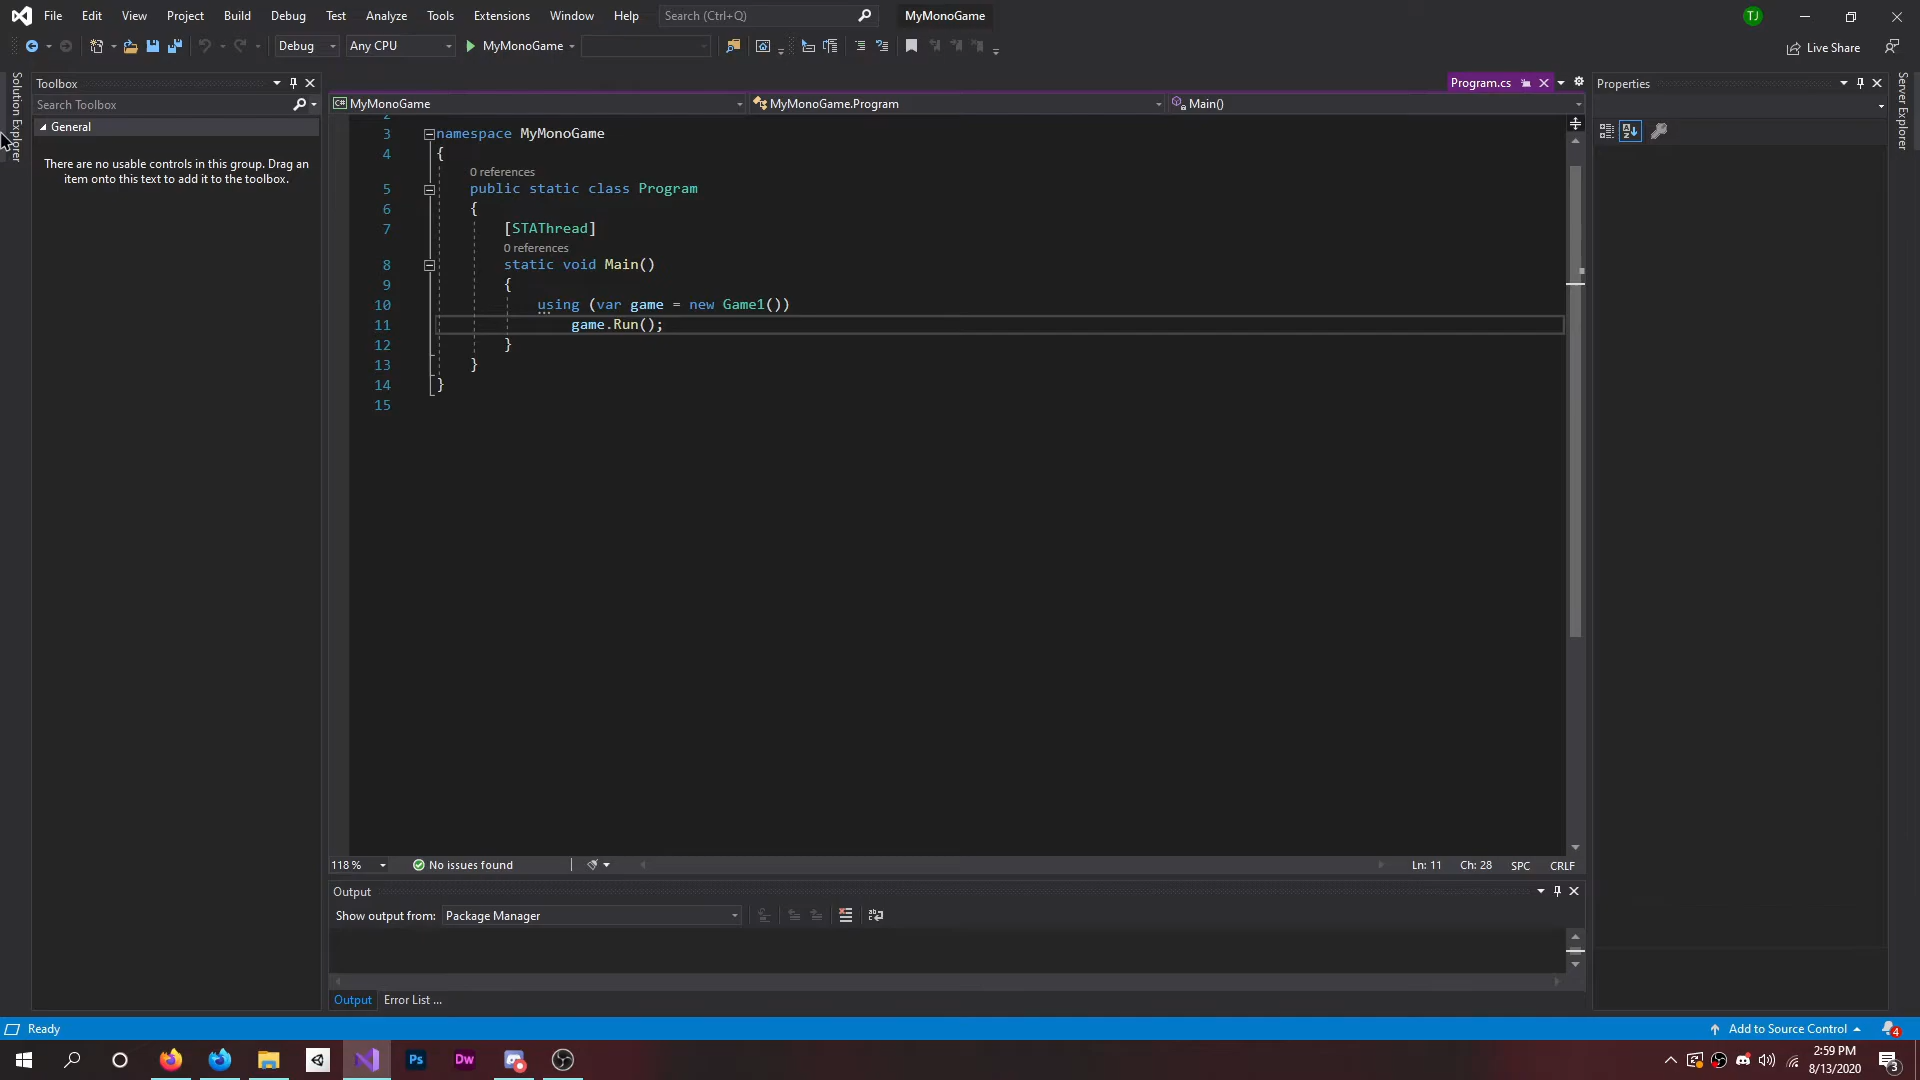 File Edit View Project Build Debug Test Analyze Tools Extensions Window Help Search (Ctrl+Q) MyMonoGame TJ
Debug Any CPU MyMonoGame Live Share
Solution Explorer
Toolbox
Search Toolbox
General
There are no usable controls in this group. Drag an
item onto this text to add it to the toolbox.
Program.cs
MyMonoGame MyMonoGame.Program Main()
2
3 namespace MyMonoGame
4 {
0 references
5 public static class Program
6 {
7 [STAThread]
0 references
8 static void Main()
9 {
10 using (var game = new Game1())
11 game.Run();
12 }
13 }
14 }
15
118 % No issues found Ln: 11 Ch: 28 SPC CRLF
Output
Show output from: Package Manager
Output Error List ...
Properties
Server Explorer
Ready Add to Source Control 4
Ps Dw 2:59 PM
8/13/2020 3